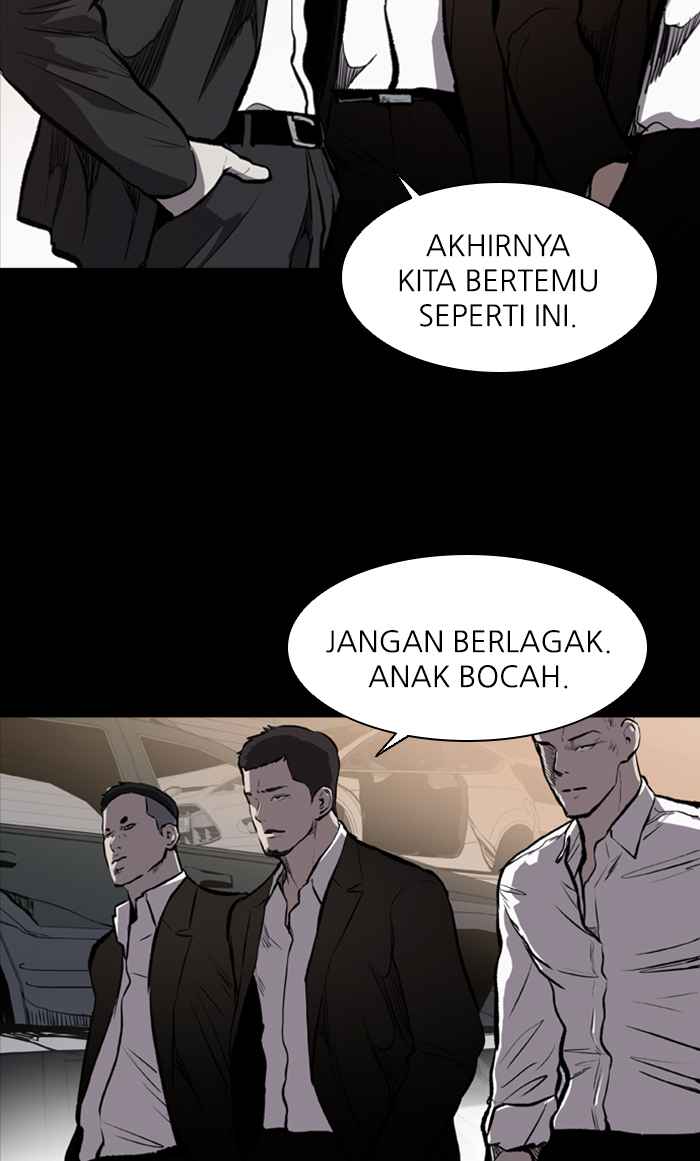 AKHIRNYA
KITA BERTEMU
SEPERTI INI.
JANGAN BERLAGAK.
ANAK BOCAH.